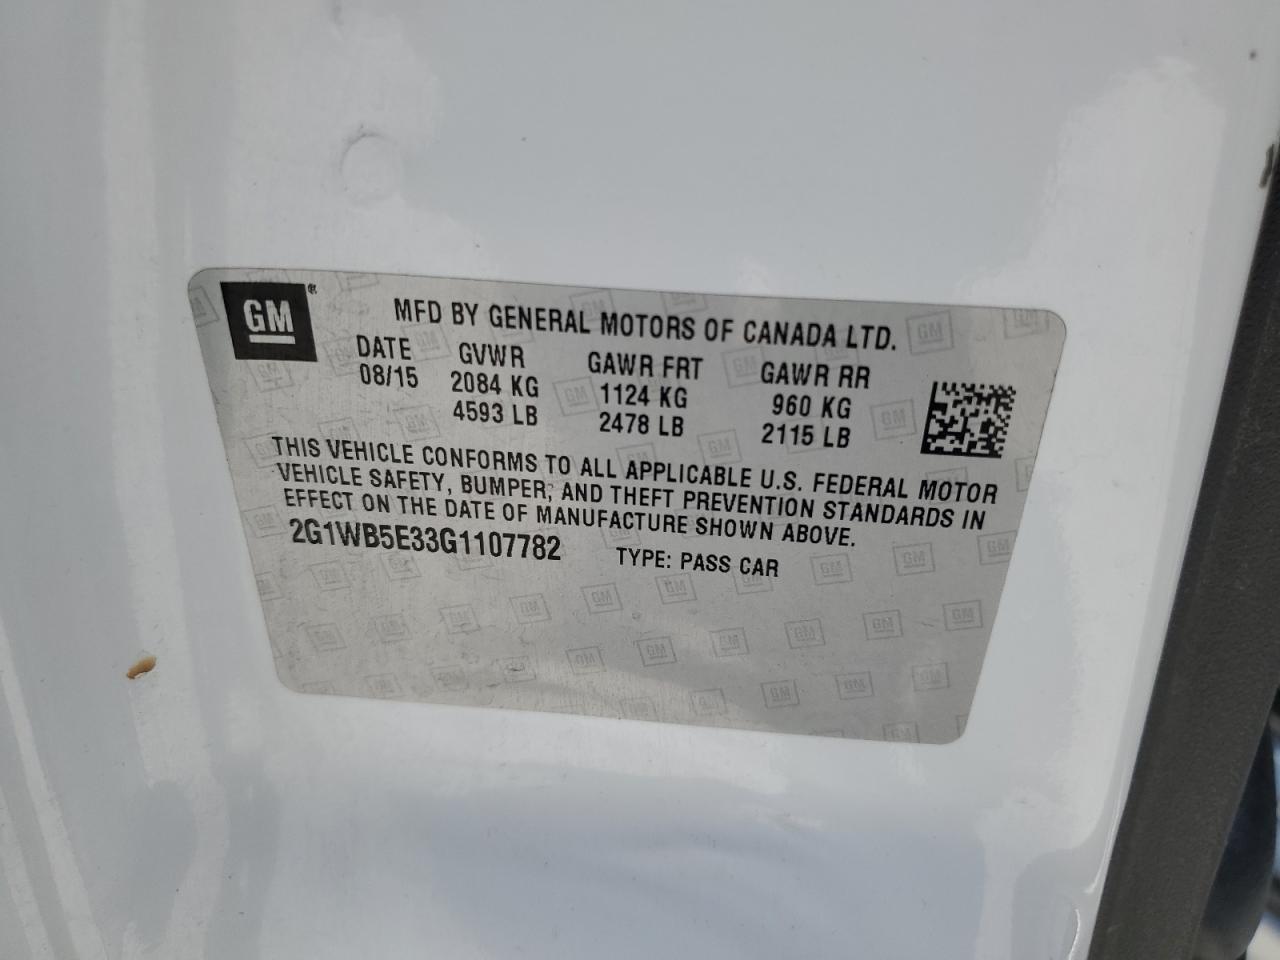 GM®
MFD BY GENERAL MOTORS OF CANADA LTD.
DATE GVWR GAWR FRT GAWR RR
08/15 2084 KG 1124 KG 960 KG
4593 LB 2478 LB 2115 LB
THIS VEHICLE CONFORMS TO ALL APPLICABLE U.S. FEDERAL MOTOR
VEHICLE SAFETY, BUMPER, AND THEFT PREVENTION STANDARDS IN
EFFECT ON THE DATE OF MANUFACTURE SHOWN ABOVE.
2G1WB5E33G1107782 TYPE: PASS CAR